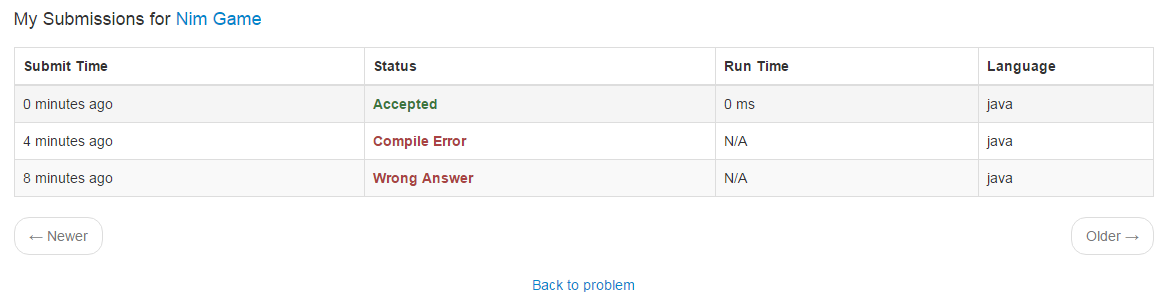 My Submissions for Nim Game
Submit Time Status Run Time Language
0 minutes ago Accepted 0 ms java
4 minutes ago Compile Error N/A java
8 minutes ago Wrong Answer N/A java
← Newer Older →
Back to problem